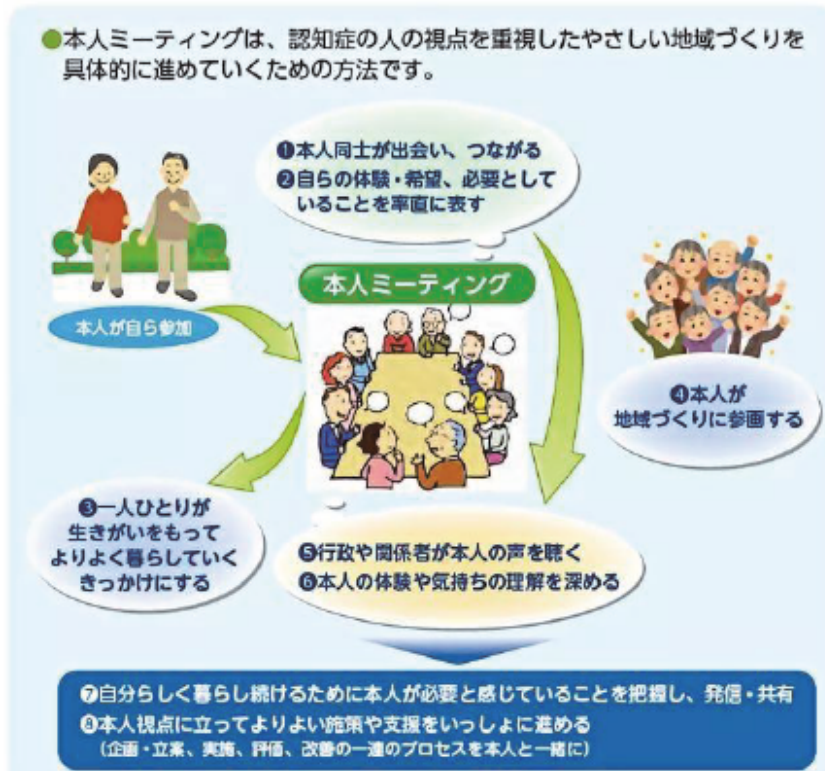 ●本人ミーティングは、認知症の人の視点を重視したやさしい地域づくりを
具体的に進めていくための方法です。
❶本人同士が出会い、つながる
❷自らの体験・希望、必要として
いることを率直に表す
本人が自ら参加
本人ミーティング
❹本人が
地域づくりに参画する
❸一人ひとりが
生きがいをもって
よりよく暮らしていく
きっかけにする
❺行政や関係者が本人の声を聴く
❻本人の体験や気持ちの理解を深める
❼自分らしく暮らし続けるために本人が必要と感じていることを把握し、発信・共有
❽本人視点に立ってよりよい施策や支援をいっしょに進める
(企画・立案、実施、評価、改善の一連のプロセスを本人と一緒に)